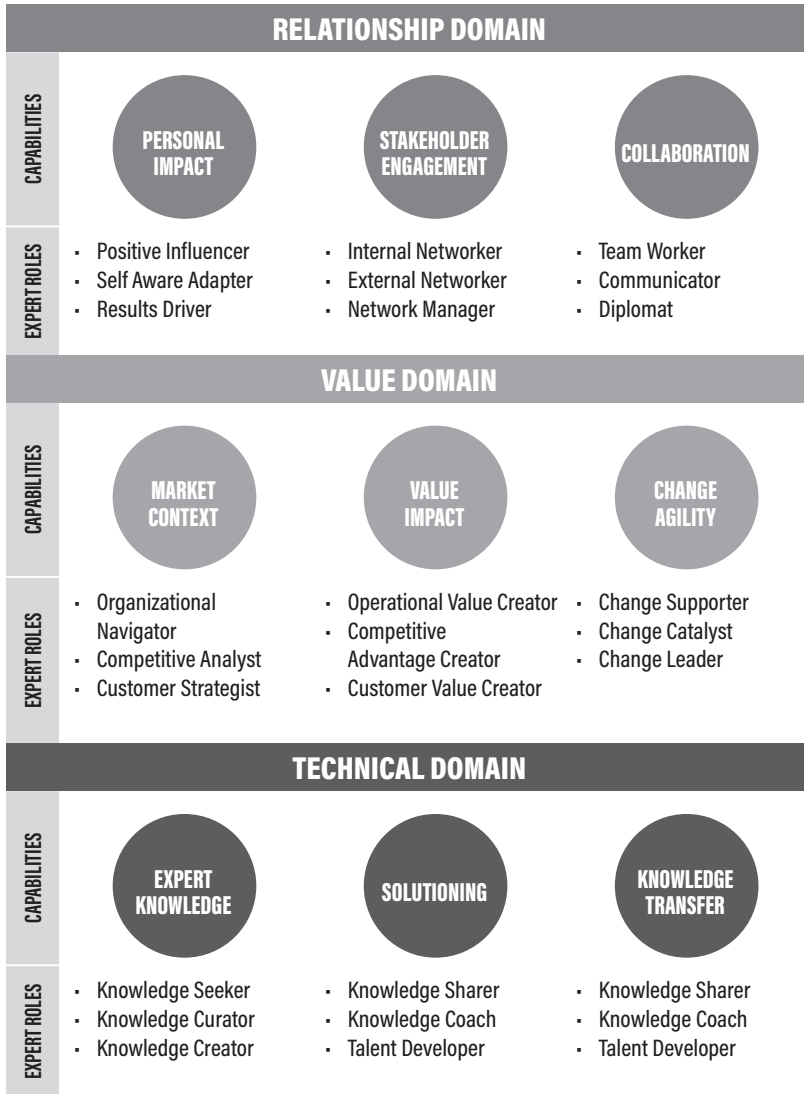 RELATIONSHIP DOMAIN
CAPABILITIES
PERSONAL
IMPACT
STAKEHOLDER
ENGAGEMENT
COLLABORATION
EXPERT ROLES
· Positive Influencer
· Self Aware Adapter
· Results Driver
· Internal Networker
· External Networker
· Network Manager
· Team Worker
· Communicator
· Diplomat
VALUE DOMAIN
CAPABILITIES
MARKET
CONTEXT
VALUE
IMPACT
CHANGE
AGILITY
EXPERT ROLES
· Organizational
Navigator
· Competitive Analyst
· Customer Strategist
· Operational Value Creator
· Competitive
Advantage Creator
· Customer Value Creator
· Change Supporter
· Change Catalyst
· Change Leader
TECHNICAL DOMAIN
CAPABILITIES
EXPERT
KNOWLEDGE
SOLUTIONING
KNOWLEDGE
TRANSFER
EXPERT ROLES
· Knowledge Seeker
· Knowledge Curator
· Knowledge Creator
· Knowledge Sharer
· Knowledge Coach
· Talent Developer
· Knowledge Sharer
· Knowledge Coach
· Talent Developer